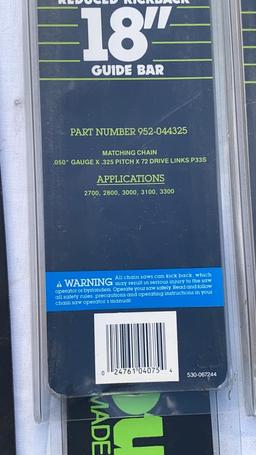 REDUCED KICKBACK
18"
GUIDE BAR
PART NUMBER 952-044325
MATCHING CHAIN
.050" GAUGE X .325 PITCH X 72 DRIVE LINKS P33S
APPLICATIONS
2700, 2800, 3000, 3100, 3300
WARNING All chain saws can kick back, which
may result in serious injury to the saw
operator or bystanders. Operate your saw safely. Read and follow
all safety rules, precautions and operating instructions in your
chain saw operator's manual.
0 24761 04075 4
530-067244
MADE